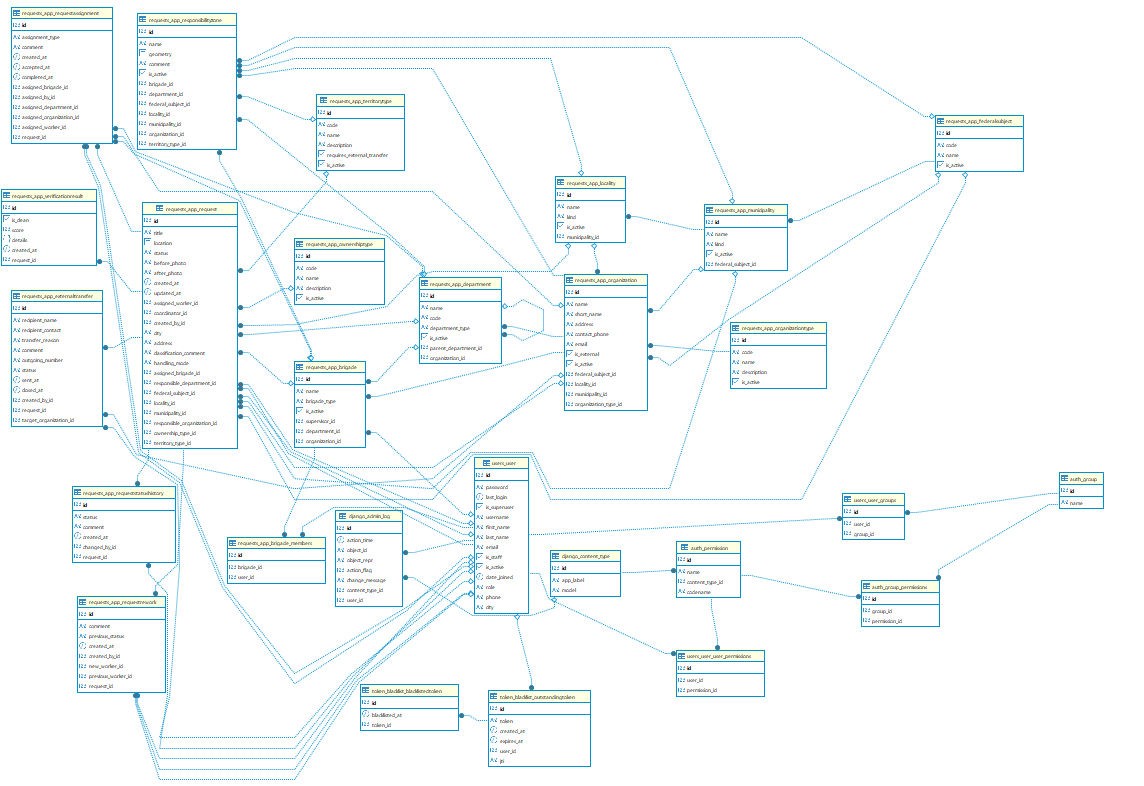 requests_app_requestassignment
id
assignment_type
comment
created_at
accepted_at
completed_at
assigned_brigade_id
assigned_by_id
assigned_department_id
assigned_organization_id
assigned_worker_id
request_id
requests_app_responsibilityzone
id
name
geometry
comment
is_active
brigade_id
department_id
federal_subject_id
locality_id
municipality_id
organization_id
territory_type_id
requests_app_territorytype
id
code
name
description
requires_external_transfer
is_active
requests_app_federalsubject
id
code
name
is_active
requests_app_verificationresult
id
is_clean
score
details
created_at
request_id
requests_app_request
id
title
location
status
before_photo
after_photo
created_at
updated_at
assigned_worker_id
coordinator_id
created_by_id
city
address
classification_comment
handling_mode
assigned_brigade_id
responsible_department_id
federal_subject_id
locality_id
municipality_id
responsible_organization_id
ownership_type_id
territory_type_id
requests_app_locality
id
name
kind
is_active
municipality_id
requests_app_municipality
id
name
kind
is_active
federal_subject_id
requests_app_ownershiptype
id
code
name
description
is_active
requests_app_department
id
name
code
department_type
is_active
parent_department_id
organization_id
requests_app_organization
id
name
short_name
address
contact_phone
email
is_external
is_active
federal_subject_id
locality_id
municipality_id
organization_type_id
requests_app_organizationtype
id
code
name
description
is_active
requests_app_externaltransfer
id
recipient_name
recipient_contact
transfer_reason
comment
outgoing_number
status
sent_at
closed_at
created_by_id
request_id
target_organization_id
requests_app_brigade
id
name
brigade_type
is_active
supervisor_id
department_id
organization_id
users_user
id
password
last_login
is_superuser
username
first_name
last_name
email
is_staff
is_active
date_joined
role
phone
city
requests_app_requeststatushistory
id
status
comment
created_at
changed_by_id
request_id
requests_app_brigade_members
id
brigade_id
user_id
django_admin_log
id
action_time
object_id
object_repr
action_flag
change_message
content_type_id
user_id
django_content_type
id
app_label
model
auth_permission
id
name
content_type_id
codename
users_user_groups
id
user_id
group_id
auth_group
id
name
auth_group_permissions
id
group_id
permission_id
requests_app_requestrework
id
comment
previous_status
created_at
created_by_id
new_worker_id
previous_worker_id
request_id
users_user_user_permissions
id
user_id
permission_id
token_blacklist_blacklistedtoken
id
blacklisted_at
token_id
token_blacklist_outstandingtoken
id
token
created_at
expires_at
user_id
jti